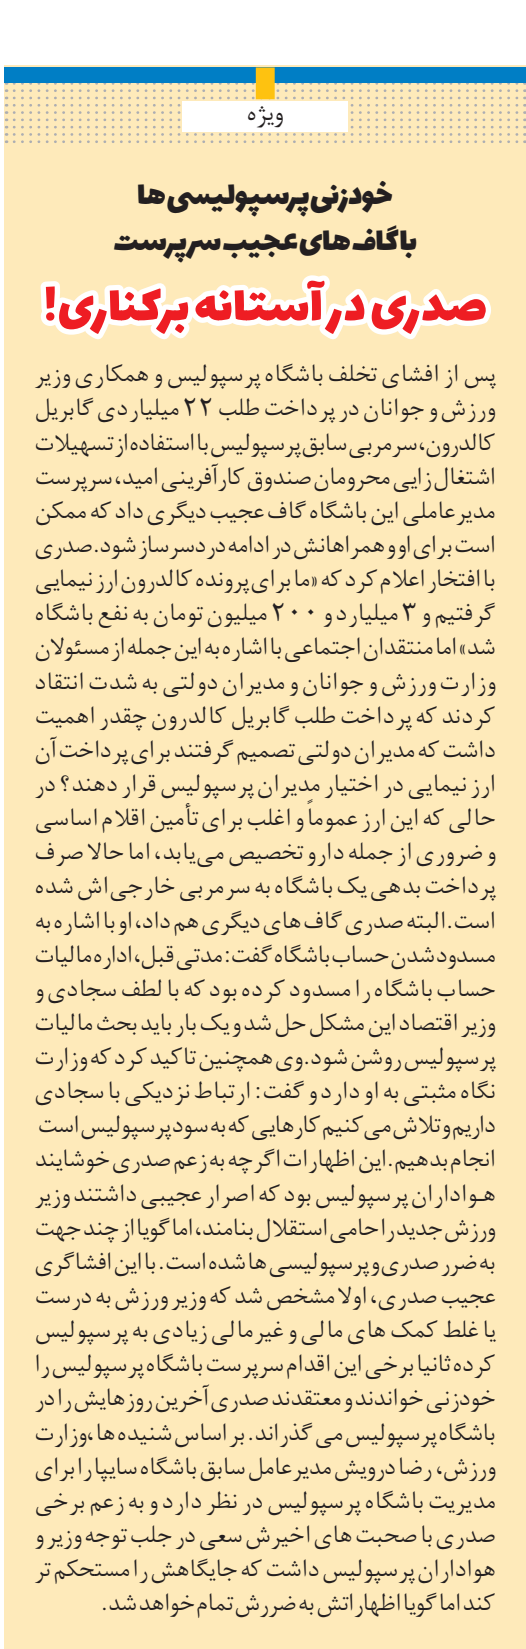 ویژه
خودزنی پرسپولیسی ها
با گاف های عجیب سرپرست
صدری در آستانه برکناری!
پس از افشای تخلف باشگاه پرسپولیس و همکاری وزیر
ورزش و جوانان در پرداخت طلب ۲۲ میلیاردی گابریل
کالدرون، سرمربی سابق پرسپولیس با استفاده از تسهیلات
اشتغال زایی محرومان صندوق کارآفرینی امید، سرپرست
مدیرعاملی این باشگاه گاف عجیب دیگری داد که ممکن
است برای او و همراهانش در ادامه دردسرساز شود. صدری
با افتخار اعلام کرد که «ما برای پرونده کالدرون ارز نیمایی
گرفتیم و ۳ میلیارد و ۲۰۰ میلیون تومان به نفع باشگاه
شد» اما منتقدان اجتماعی با اشاره به این جمله از مسئولان
وزارت ورزش و جوانان و مدیران دولتی به شدت انتقاد
کردند که پرداخت طلب گابریل کالدرون چقدر اهمیت
داشت که مدیران دولتی تصمیم گرفتند برای پرداخت آن
ارز نیمایی در اختیار مدیران پرسپولیس قرار دهند؟ در
حالی که این ارز عموماً و اغلب برای تأمین اقلام اساسی
و ضروری از جمله دارو تخصیص می‌یابد، اما حالا صرف
پرداخت بدهی یک باشگاه به سرمربی خارجی‌اش شده
است. البته صدری گاف های دیگری هم داد، او با اشاره به
مسدود شدن حساب باشگاه گفت: مدتی قبل، اداره مالیات
حساب باشگاه را مسدود کرده بود که با لطف سجادی و
وزیر اقتصاد این مشکل حل شد و یک بار باید بحث مالیات
پرسپولیس روشن شود. وی همچنین تاکید کرد که وزارت
نگاه مثبتی به او دارد و گفت: ارتباط نزدیکی با سجادی
داریم و تلاش می کنیم کارهایی که به سود پرسپولیس است
انجام بدهیم. این اظهارات اگرچه به زعم صدری خوشایند
هـواداران پرسپولیس بود که اصرار عجیبی داشتند وزیر
ورزش جدید را حامی استقلال بنامند، اما گویا از چند جهت
به ضرر صدری و پرسپولیسی ها شده است. با این افشاگری
عجیب صدری، اولا مشخص شد که وزیر ورزش به درست
یا غلط کمک های مالی و غیرمالی زیادی به پرسپولیس
کرده ثانیا برخی این اقدام سرپرست باشگاه پرسپولیس را
خودزنی خواندند و معتقدند صدری آخرین روزهایش را در
باشگاه پرسپولیس می گذراند. بر اساس شنیده ها، وزارت
ورزش، رضا درویش مدیرعامل سابق باشگاه سایپا را برای
مدیریت باشگاه پرسپولیس در نظر دارد و به زعم برخی
صدری با صحبت های اخیرش سعی در جلب توجه وزیر و
هواداران پرسپولیس داشت که جایگاهش را مستحکم تر
کند اما گویا اظهاراتش به ضررش تمام خواهد شد.